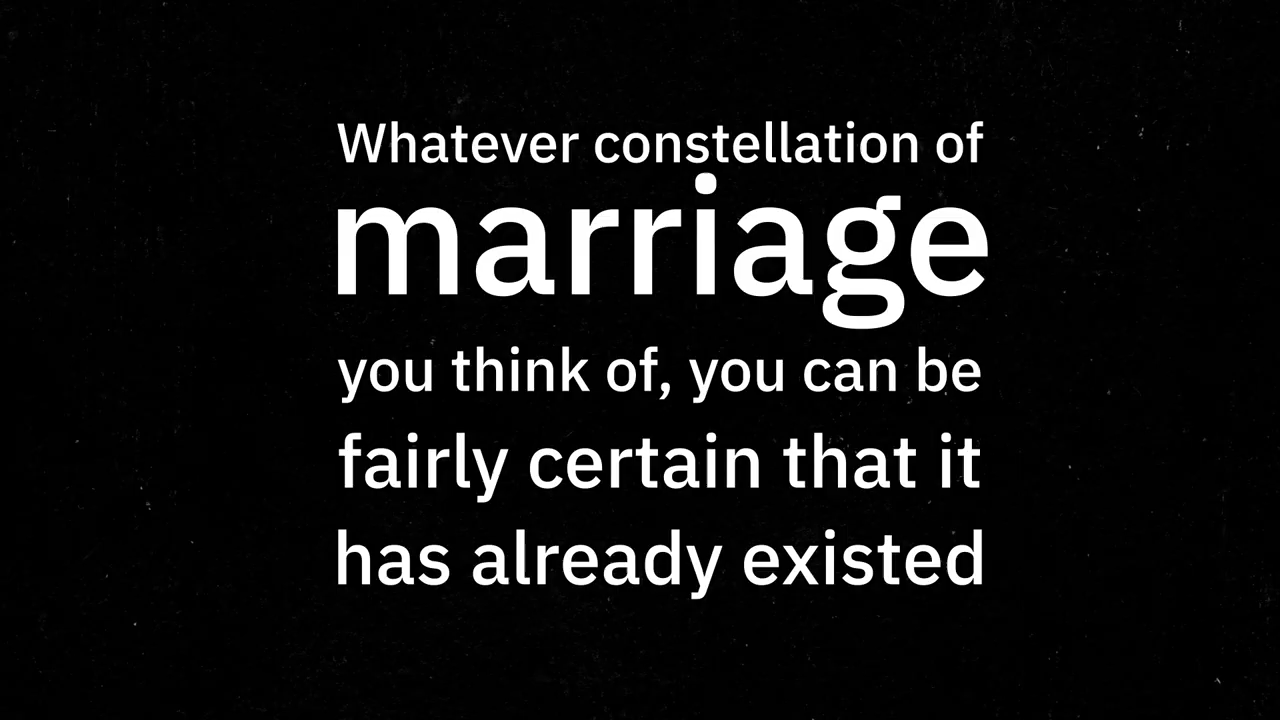 Whatever constellation of
marriage
you think of, you can be
fairly certain that it
has already existed